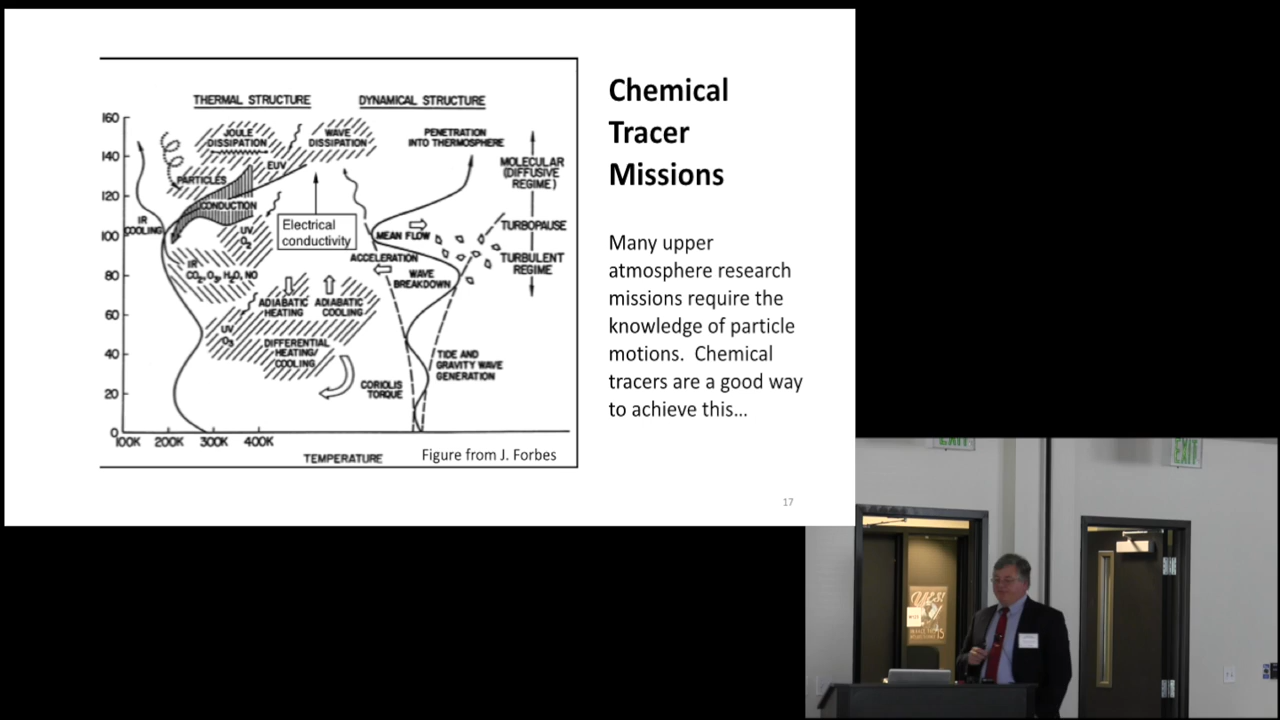 THERMAL STRUCTURE
DYNAMICAL STRUCTURE
160
140
120
100
80
60
40
20
0
100K 200K 300K 400K
TEMPERATURE
JOULE
DISSIPATION
WAVE
DISSIPATION
PENETRATION
INTO THERMOSPHERE
EUV
PARTICLES
CONDUCTION
IR
COOLING
UV
O2
Electrical
conductivity
MEAN FLOW
ACCELERATION
WAVE
BREAKDOWN
MOLECULAR
(DIFFUSIVE
REGIME)
TURBOPAUSE
TURBULENT
REGIME
IR
CO2, O3, H2O, NO
ADIABATIC
HEATING
ADIABATIC
COOLING
UV
O3
DIFFERENTIAL
HEATING/
COOLING
CORIOLIS
TORQUE
TIDE AND
GRAVITY WAVE
GENERATION
Figure from J. Forbes
Chemical
Tracer
Missions
Many upper
atmosphere research
missions require the
knowledge of particle
motions. Chemical
tracers are a good way
to achieve this...
17
EXIT
EXIT
YES!